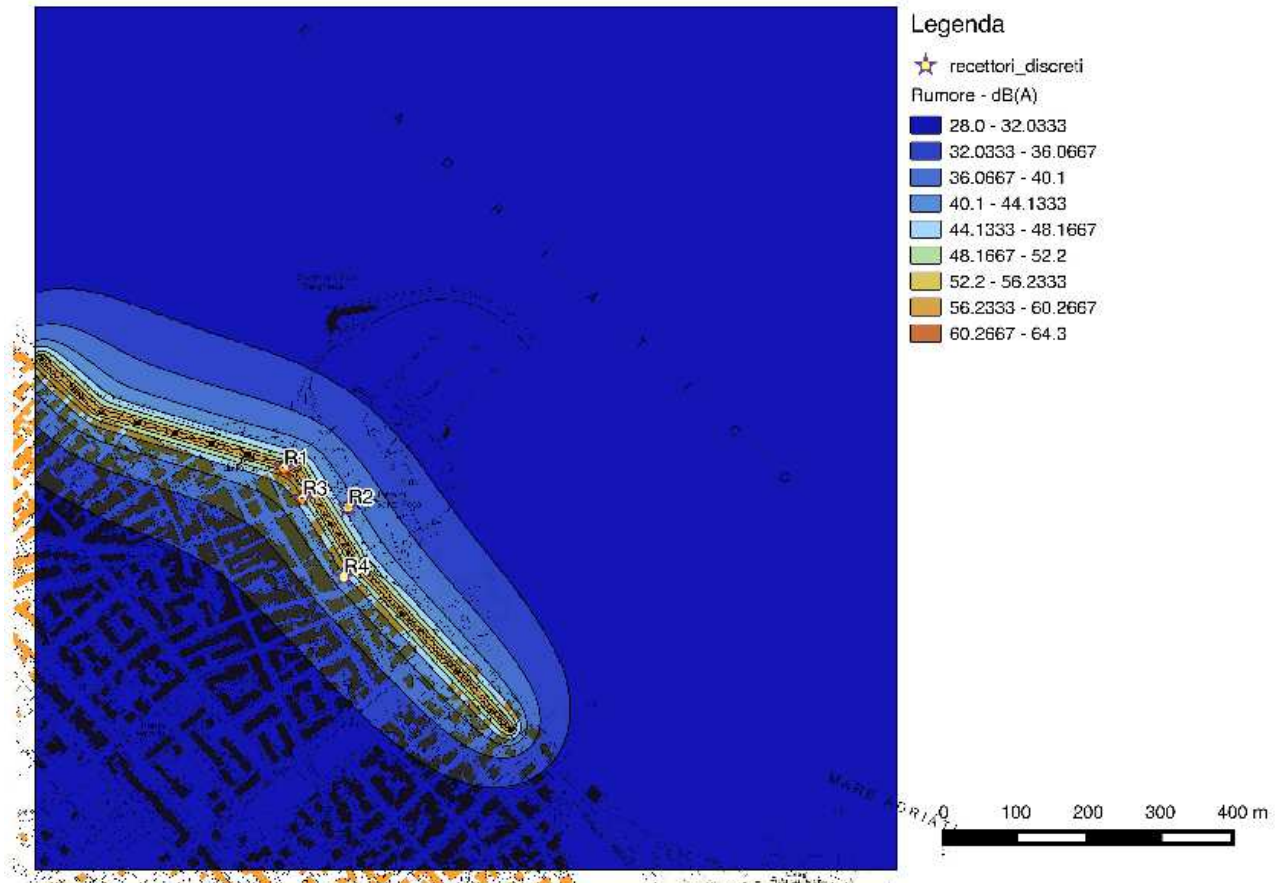 Legenda
recettori_discreti
Rumore - dB(A)
28.0 - 32.0333
32.0333 - 36.0667
36.0667 - 40.1
40.1 - 44.1333
44.1333 - 48.1667
48.1667 - 52.2
52.2 - 56.2333
56.2333 - 60.2667
60.2667 - 64.3
R1
R3
R2
R4
MARE ADRIATI
0 100 200 300 400 m